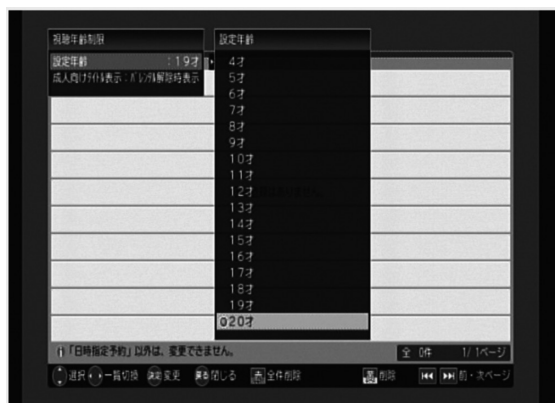 視聴年齢制限
設定年齢 :19才
成人向けタイトル表示:パレンタル解除時表示
設定年齢
4才
5才
6才
7才
8才
9才
10才
11才
12才
13才
14才
15才
16才
17才
18才
19才
20才
「日時指定予約」以外は、変更できません。
全 0件 1/1ページ
選択 一覧切換 決定 変更 戻る 閉じる 赤 全件削除 黄 削除 前・次ページ